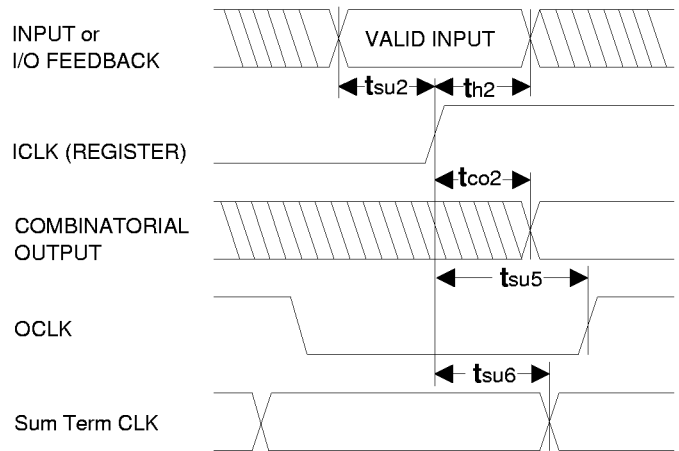 INPUT or
I/O FEEDBACK
VALID INPUT
tsu2
th2
ICLK (REGISTER)
tco2
COMBINATORIAL
OUTPUT
tsu5
OCLK
tsu6
Sum Term CLK